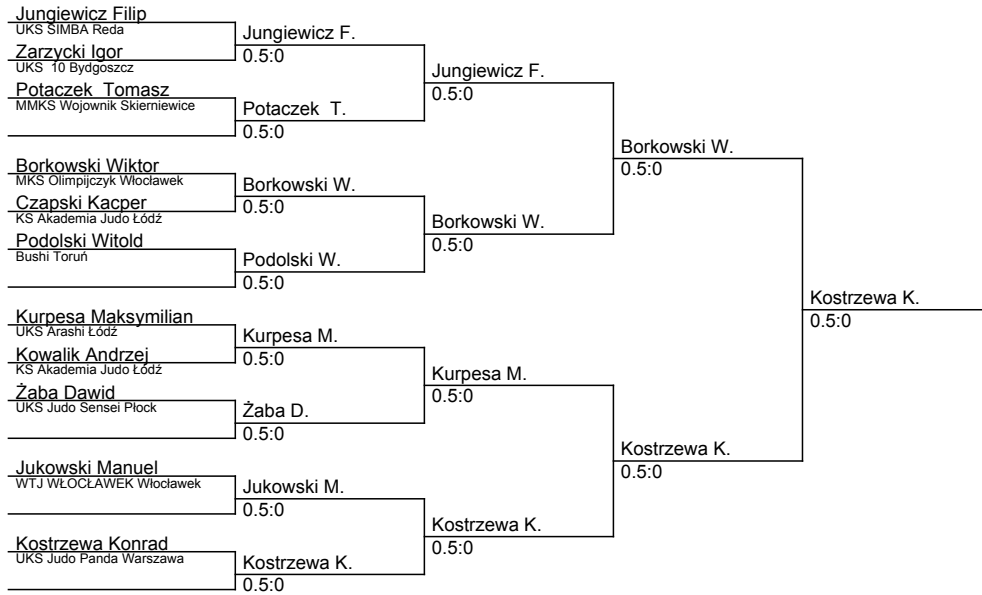 Jungiewicz Filip
UKS SIMBA Reda
Zarzycki Igor
UKS 10 Bydgoszcz
Potaczek Tomasz
MMKS Wojownik Skierniewice
Borkowski Wiktor
MKS Olimpijczyk Włocławek
Czapski Kacper
KS Akademia Judo Łódź
Podolski Witold
Bushi Toruń
Kurpesa Maksymilian
UKS Arashi Łódź
Kowalik Andrzej
KS Akademia Judo Łódź
Żaba Dawid
UKS Judo Sensei Płock
Jukowski Manuel
WTJ WŁOCŁAWEK Włocławek
Kostrzewa Konrad
UKS Judo Panda Warszawa
Jungiewicz F.
0.5:0
Potaczek T.
0.5:0
Borkowski W.
0.5:0
Podolski W.
0.5:0
Kurpesa M.
0.5:0
Żaba D.
0.5:0
Jukowski M.
0.5:0
Kostrzewa K.
0.5:0
Jungiewicz F.
0.5:0
Borkowski W.
0.5:0
Kurpesa M.
0.5:0
Kostrzewa K.
0.5:0
Borkowski W.
0.5:0
Kostrzewa K.
0.5:0
Kostrzewa K.
0.5:0